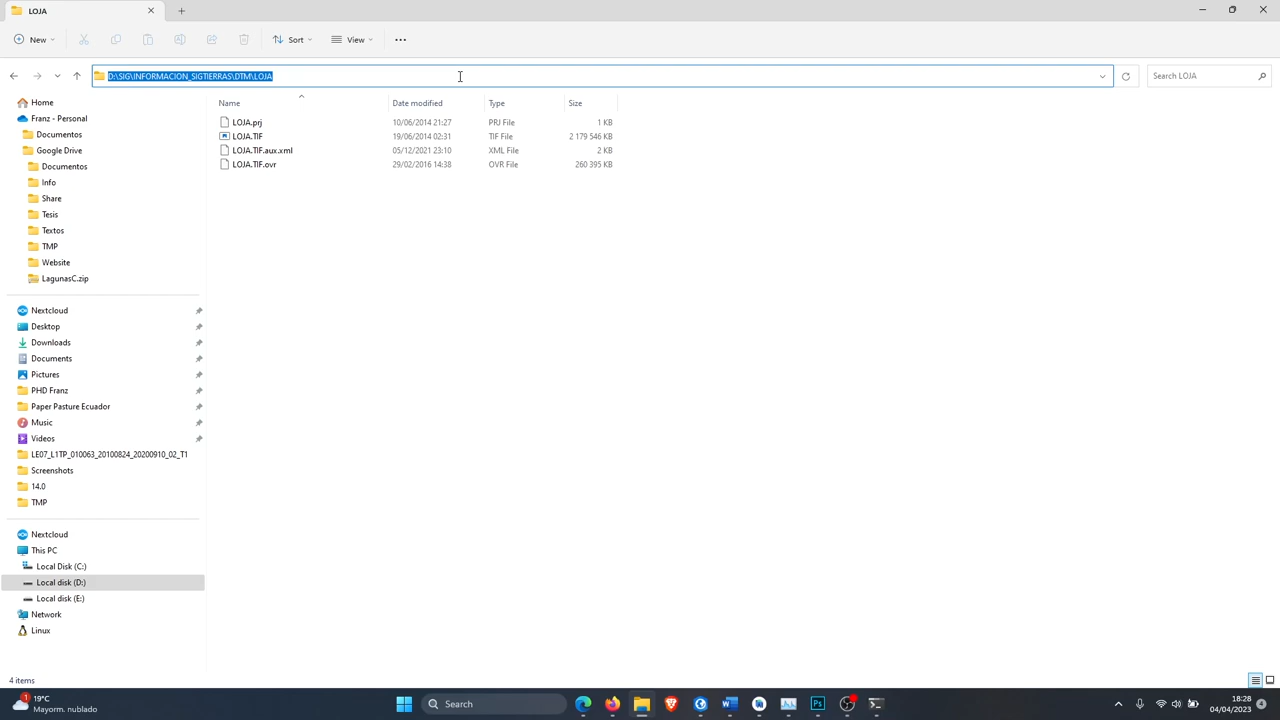 LOJA
New
Sort
View
D:\SIG\INFORMACION_SIGTIERRAS\DTM\LOJA
Search LOJA
Name
Date modified
Type
Size
LOJA.prj
10/06/2014 21:27
PRJ File
1 KB
LOJA.TIF
19/06/2014 02:31
TIF File
2 179 546 KB
LOJA.TIF.aux.xml
05/12/2021 23:10
XML File
2 KB
LOJA.TIF.ovr
29/02/2016 14:38
OVR File
260 395 KB
Home
Franz - Personal
Documentos
Google Drive
Documentos
Info
Share
Tesis
Textos
TMP
Website
LagunasC.zip
Nextcloud
Desktop
Downloads
Documents
Pictures
PHD Franz
Paper Pasture Ecuador
Music
Videos
LE07_L1TP_010063_20100824_20200910_02_T1
Screenshots
14.0
TMP
Nextcloud
This PC
Local Disk (C:)
Local disk (D:)
Local disk (E:)
Network
Linux
4 items
1
19°C
Mayorm. nublado
Search
18:28
04/04/2023
4